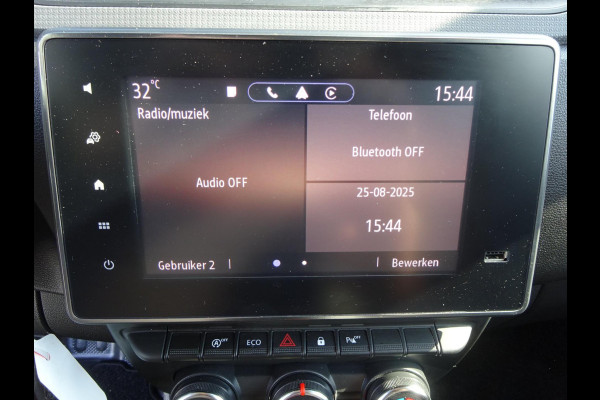 32°C
15:44
Radio/muziek
Telefoon
Bluetooth OFF
Audio OFF
25-08-2025
15:44
Gebruiker 2
Bewerken
ECO